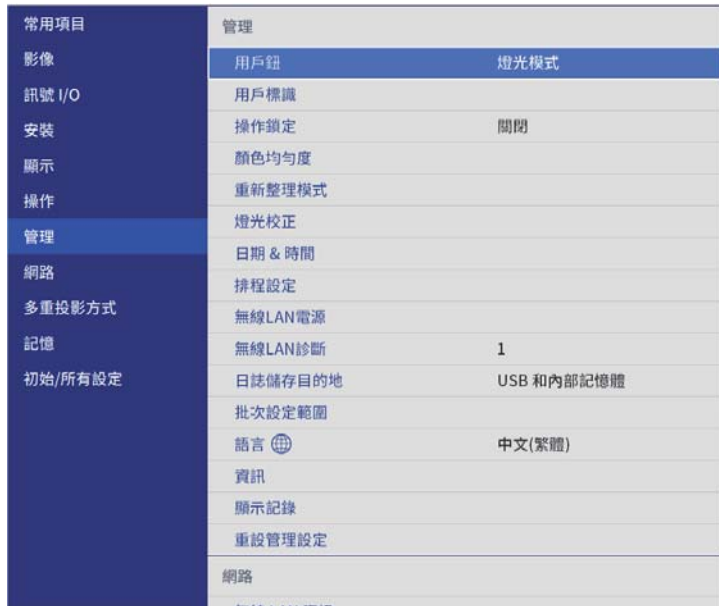 常用項目
影像
訊號 I/O
安裝
顯示
操作
管理
網路
多重投影方式
記憶
初始/所有設定
管理
用戶鈕 燈光模式
用戶標識
操作鎖定 關閉
顏色均勻度
重新整理模式
燈光校正
日期 & 時間
排程設定
無線LAN電源
無線LAN診斷 1
日誌儲存目的地 USB 和內部記憶體
批次設定範圍
語言 中文(繁體)
資訊
顯示記錄
重設管理設定
網路